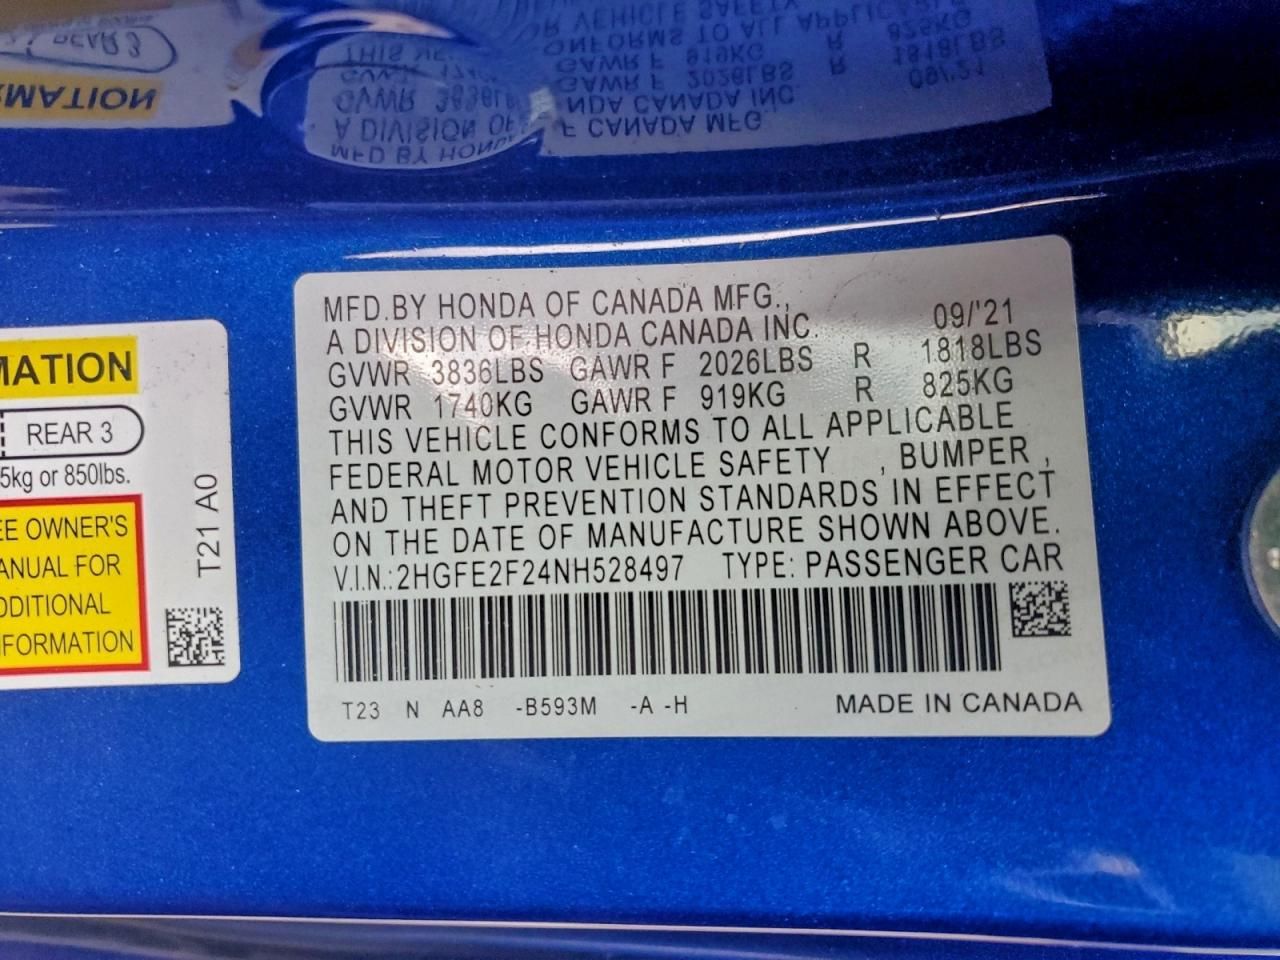 MATION
REAR 3
5kg or 850lbs.
EE OWNER'S
ANUAL FOR
DDITIONAL
NFORMATION
T21 A0
MFD.BY HONDA OF CANADA MFG.,
A DIVISION OF HONDA CANADA INC. 09/'21
GVWR 3836LBS GAWR F 2026LBS R 1818LBS
GVWR 1740KG GAWR F 919KG R 825KG
THIS VEHICLE CONFORMS TO ALL APPLICABLE
FEDERAL MOTOR VEHICLE SAFETY , BUMPER ,
AND THEFT PREVENTION STANDARDS IN EFFECT
ON THE DATE OF MANUFACTURE SHOWN ABOVE.
V.I.N.:2HGFE2F24NH528497 TYPE: PASSENGER CAR
T23 N AA8 -B593M -A -H MADE IN CANADA